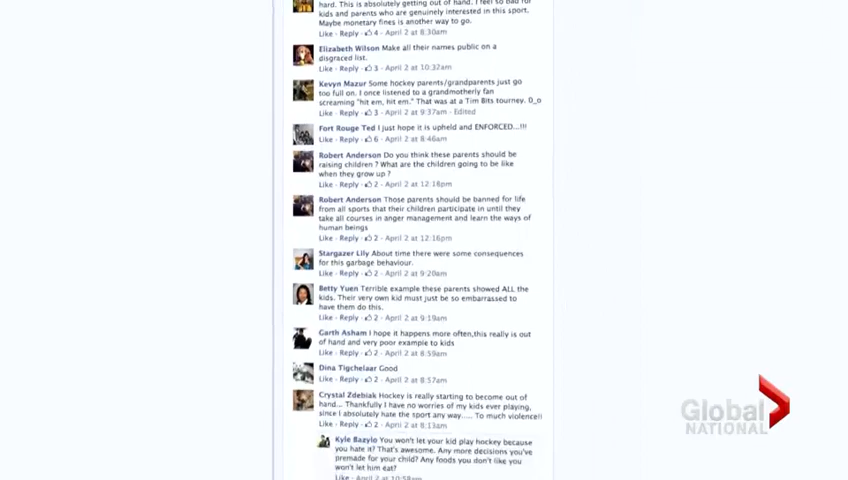 hard. This is absolutely getting out of hand. I feel so bad for
kids and parents who are genuinely interested in this sport.
Maybe monetary fines is another way to go.
Like · Reply · 4 · April 2 at 8:30am
Elizabeth Wilson Make all their names public on a
disgraced list.
Like · Reply · 3 · April 2 at 10:32am
Kevyn Mazur Some hockey parents/grandparents just go
too full on. I once listened to a grandmotherly fan
screaming "hit em, hit em." That was at a Tim Bits tourney. O_o
Like · Reply · 3 · April 2 at 9:37am · Edited
Fort Rouge Ted I just hope it is upheld and ENFORCED...!!!
Like · Reply · 6 · April 2 at 8:46am
Robert Anderson Do you think these parents should be
raising children ? What are the children going to be like
when they grow up ?
Like · Reply · 2 · April 2 at 12:18pm
Robert Anderson Those parents should be banned for life
from all sports that their children participate in until they
take all courses in anger management and learn the ways of
human beings
Like · Reply · 2 · April 2 at 12:16pm
Stargazer Lily About time there were some consequences
for this garbage behaviour.
Like · Reply · 2 · April 2 at 9:20am
Betty Yuen Terrible example these parents showed ALL the
kids. Their very own kid must just be so embarrassed to
have them do this.
Like · Reply · 2 · April 2 at 9:19am
Garth Asham I hope it happens more often,this really is out
of hand and very poor example to kids
Like · Reply · 2 · April 2 at 8:59am
Dina Tigchelaar Good
Like · Reply · 2 · April 2 at 8:57am
Crystal Zdebiak Hockey is really starting to become out of
hand... Thankfully I have no worries of my kids ever playing,
since I absolutely hate the sport any way..... To much violence!!
Like · Reply · 2 · April 2 at 8:13am
Kyle Bazylo You won't let your kid play hockey because
you hate it? That's awesome. Any more decisions you've
premade for your child? Any foods you don't like you
won't let him eat?
Like · April 2 at 10:58am
Global
NATIONAL